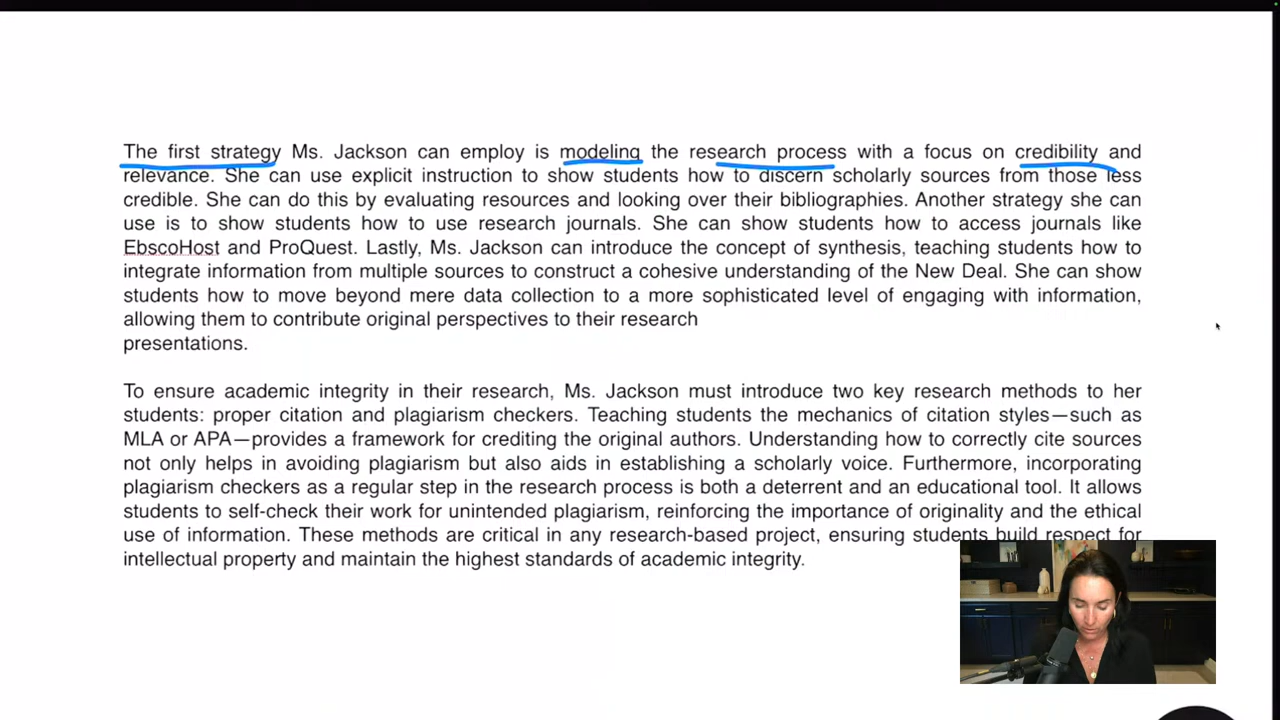 The first strategy Ms. Jackson can employ is modeling the research process with a focus on credibility and
relevance. She can use explicit instruction to show students how to discern scholarly sources from those less
credible. She can do this by evaluating resources and looking over their bibliographies. Another strategy she can
use is to show students how to use research journals. She can show students how to access journals like
EbscoHost and ProQuest. Lastly, Ms. Jackson can introduce the concept of synthesis, teaching students how to
integrate information from multiple sources to construct a cohesive understanding of the New Deal. She can show
students how to move beyond mere data collection to a more sophisticated level of engaging with information,
allowing them to contribute original perspectives to their research
presentations.
To ensure academic integrity in their research, Ms. Jackson must introduce two key research methods to her
students: proper citation and plagiarism checkers. Teaching students the mechanics of citation styles—such as
MLA or APA—provides a framework for crediting the original authors. Understanding how to correctly cite sources
not only helps in avoiding plagiarism but also aids in establishing a scholarly voice. Furthermore, incorporating
plagiarism checkers as a regular step in the research process is both a deterrent and an educational tool. It allows
students to self-check their work for unintended plagiarism, reinforcing the importance of originality and the ethical
use of information. These methods are critical in any research-based project, ensuring students build respect for
intellectual property and maintain the highest standards of academic integrity.